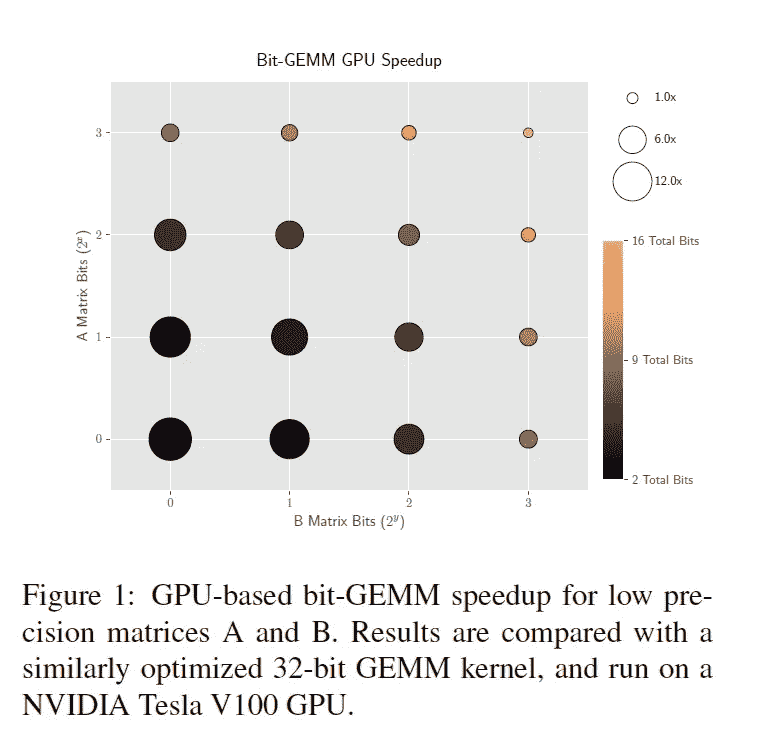 Bit-GEMM GPU Speedup
1.0x
6.0x
12.0x
3
2
1
0
A Matrix Bits (2^x)
0 1 2 3
B Matrix Bits (2^y)
16 Total Bits
9 Total Bits
2 Total Bits
Figure 1: GPU-based bit-GEMM speedup for low pre-
cision matrices A and B. Results are compared with a
similarly optimized 32-bit GEMM kernel, and run on a
NVIDIA Tesla V100 GPU.